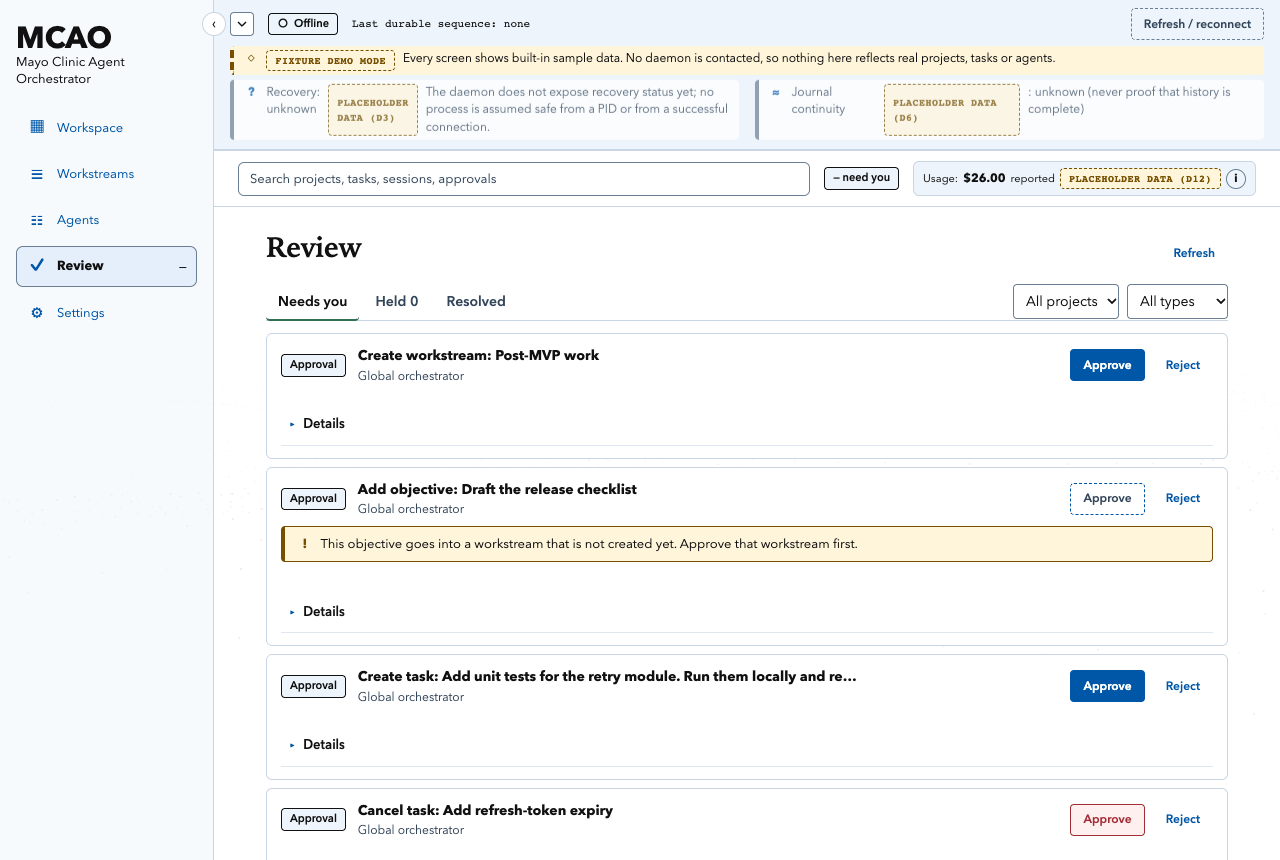 MCAO
Mayo Clinic Agent
Orchestrator
Workspace
Workstreams
Agents
Review –
Settings
Offline
Last durable sequence: none
Refresh / reconnect
FIXTURE DEMO MODE
Every screen shows built-in sample data. No daemon is contacted, so nothing here reflects real projects, tasks or agents.
? Recovery:
unknown
PLACEHOLDER
DATA (D3)
The daemon does not expose recovery status yet; no
process is assumed safe from a PID or from a successful
connection.
≈ Journal
continuity
PLACEHOLDER DATA
(D6)
: unknown (never proof that history is
complete)
Search projects, tasks, sessions, approvals
– need you
Usage: $26.00 reported PLACEHOLDER DATA (D12) i
Review
Refresh
Needs you Held 0 Resolved
All projects All types
Approval
Create workstream: Post-MVP work
Global orchestrator
Approve Reject
Details
Approval
Add objective: Draft the release checklist
Global orchestrator
Approve Reject
! This objective goes into a workstream that is not created yet. Approve that workstream first.
Details
Approval
Create task: Add unit tests for the retry module. Run them locally and re…
Global orchestrator
Approve Reject
Details
Approval
Cancel task: Add refresh-token expiry
Global orchestrator
Approve Reject